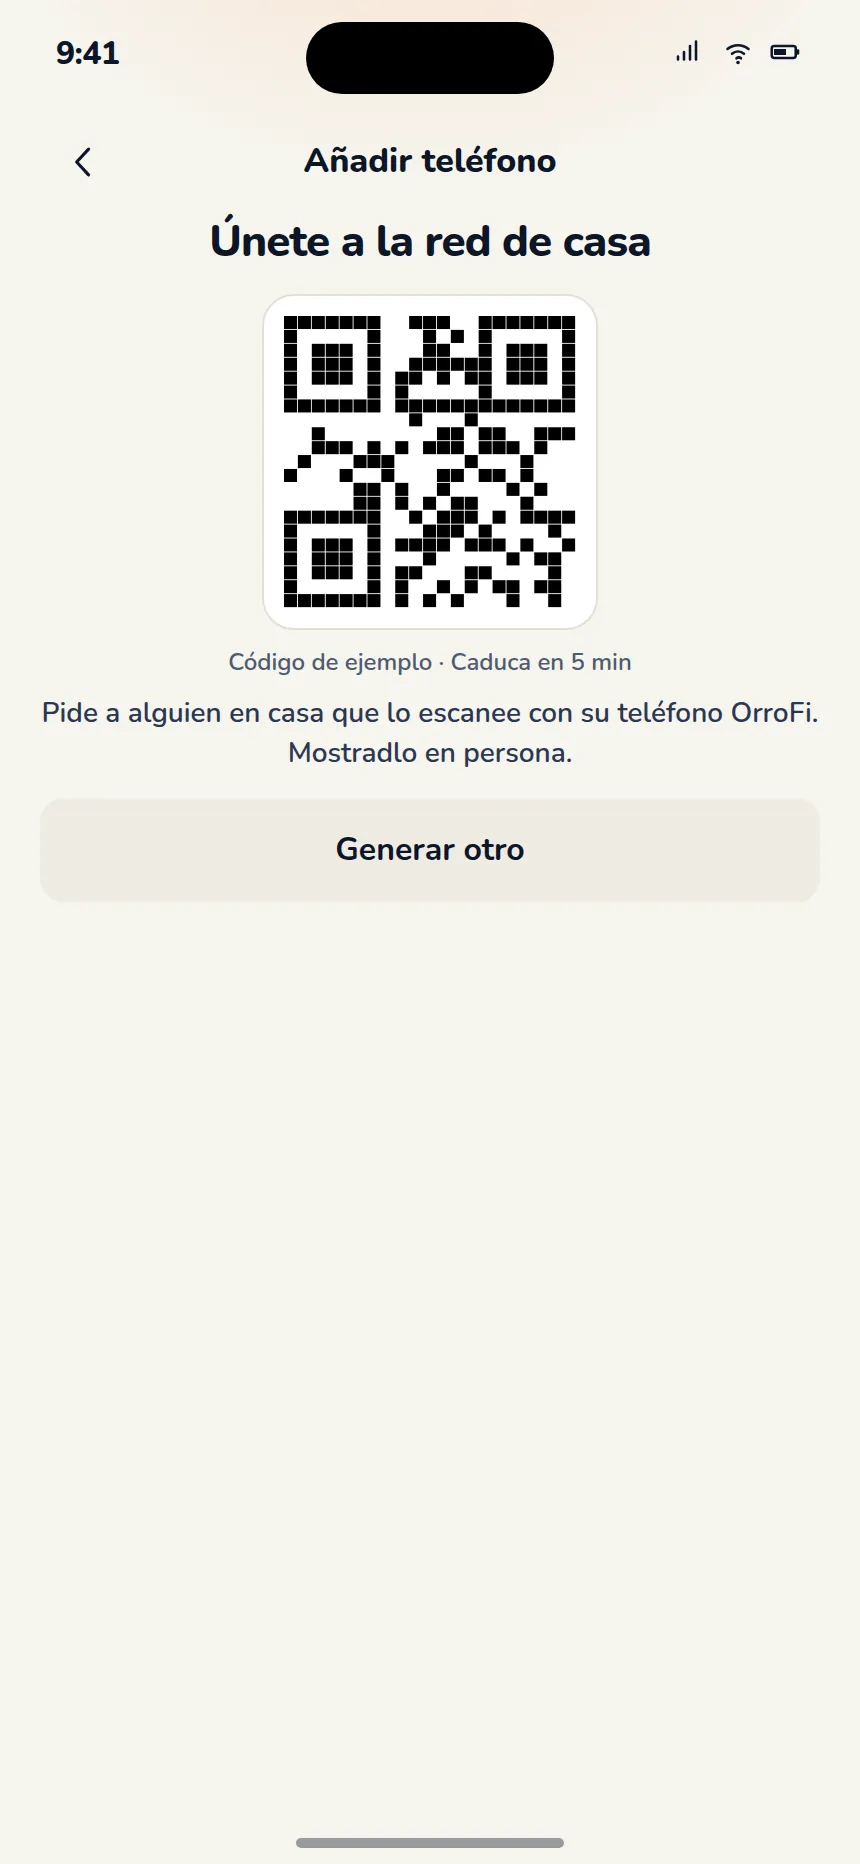 9:41
Añadir teléfono
Únete a la red de casa
Código de ejemplo · Caduca en 5 min
Pide a alguien en casa que lo escanee con su teléfono OrroFi.
Mostradlo en persona.
Generar otro